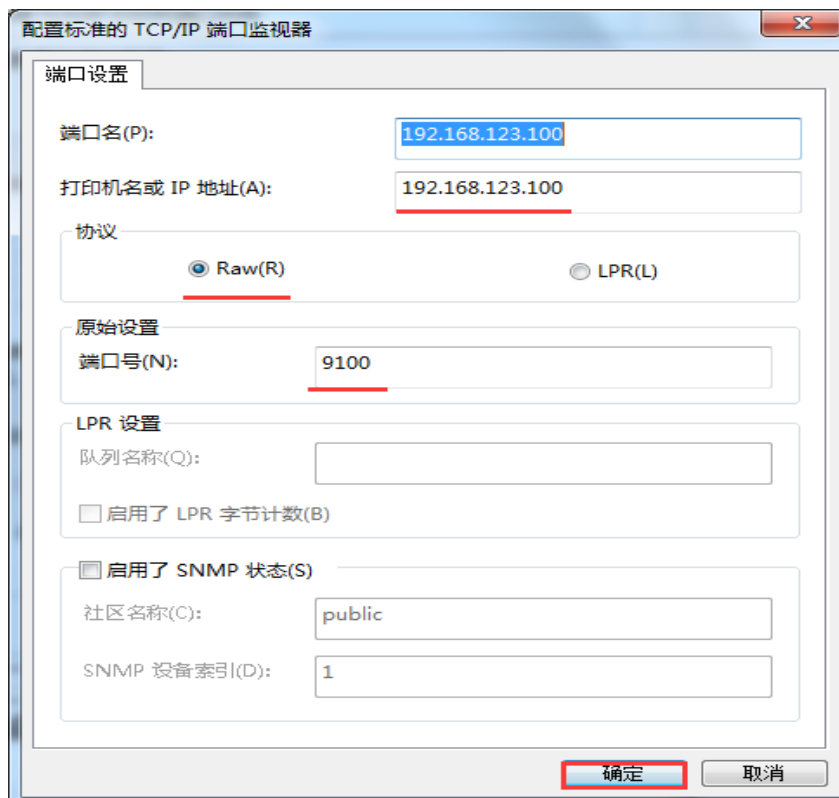 配置标准的 TCP/IP 端口监视器
端口设置
端口名(P):
192.168.123.100
打印机名或 IP 地址(A):
192.168.123.100
协议
Raw(R)
LPR(L)
原始设置
端口号(N):
9100
LPR 设置
队列名称(Q):
启用了 LPR 字节计数(B)
启用了 SNMP 状态(S)
社区名称(C):
public
SNMP 设备索引(D):
1
确定
取消